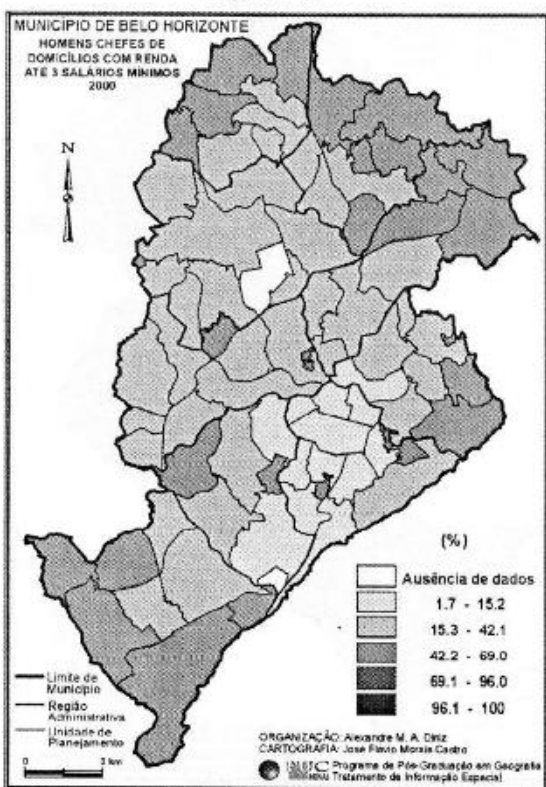 MUNICIPIO DE BELO HORIZONTE
HOMENS CHEFES DE
DOMICÍLIOS COM RENDA
ATÉ 3 SALÁRIOS MÍNIMOS
2000
N
(%)
Ausência de dados
1.7 - 15.2
15.3 - 42.1
42.2 - 69.0
69.1 - 96.0
96.1 - 100
Limite de
Município
Região
Administrativa
Unidade de
Planejamento
0 3 km
ORGANIZAÇÃO: Alexandre M. A. Diniz
CARTOGRAFIA: José Flávio Morais Castro
Programa de Pós-Graduação em Geografia
Tratamento de Informação Espacial